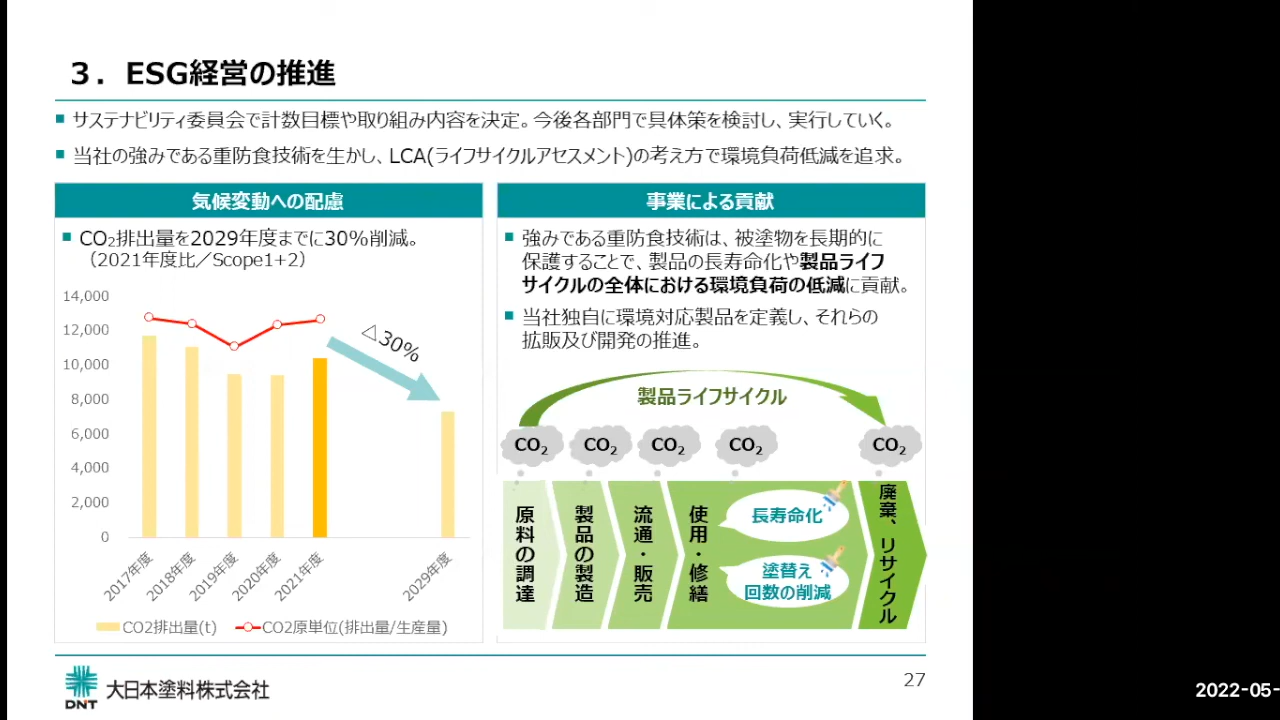 3．ESG経営の推進
■ サステナビリティ委員会で計数目標や取り組み内容を決定。今後各部門で具体策を検討し、実行していく。
■ 当社の強みである重防食技術を生かし、LCA(ライフサイクルアセスメント)の考え方で環境負荷低減を追求。
気候変動への配慮
■ CO₂排出量を2029年度までに30%削減。
（2021年度比／Scope1+2）
14,000
12,000
10,000
8,000
6,000
4,000
2,000
0
△30%
2017年度
2018年度
2019年度
2020年度
2021年度
2029年度
CO2排出量(t)
CO2原単位(排出量/生産量)
事業による貢献
■ 強みである重防食技術は、被塗物を長期的に
保護することで、製品の長寿命化や製品ライフ
サイクルの全体における環境負荷の低減に貢献。
■ 当社独自に環境対応製品を定義し、それらの
拡販及び開発の推進。
製品ライフサイクル
CO₂
CO₂
CO₂
CO₂
CO₂
原料の調達
製品の製造
流通・販売
使用・修繕
長寿命化
塗替え
回数の削減
廃棄、リサイクル
DNT
大日本塗料株式会社
27
2022-05-